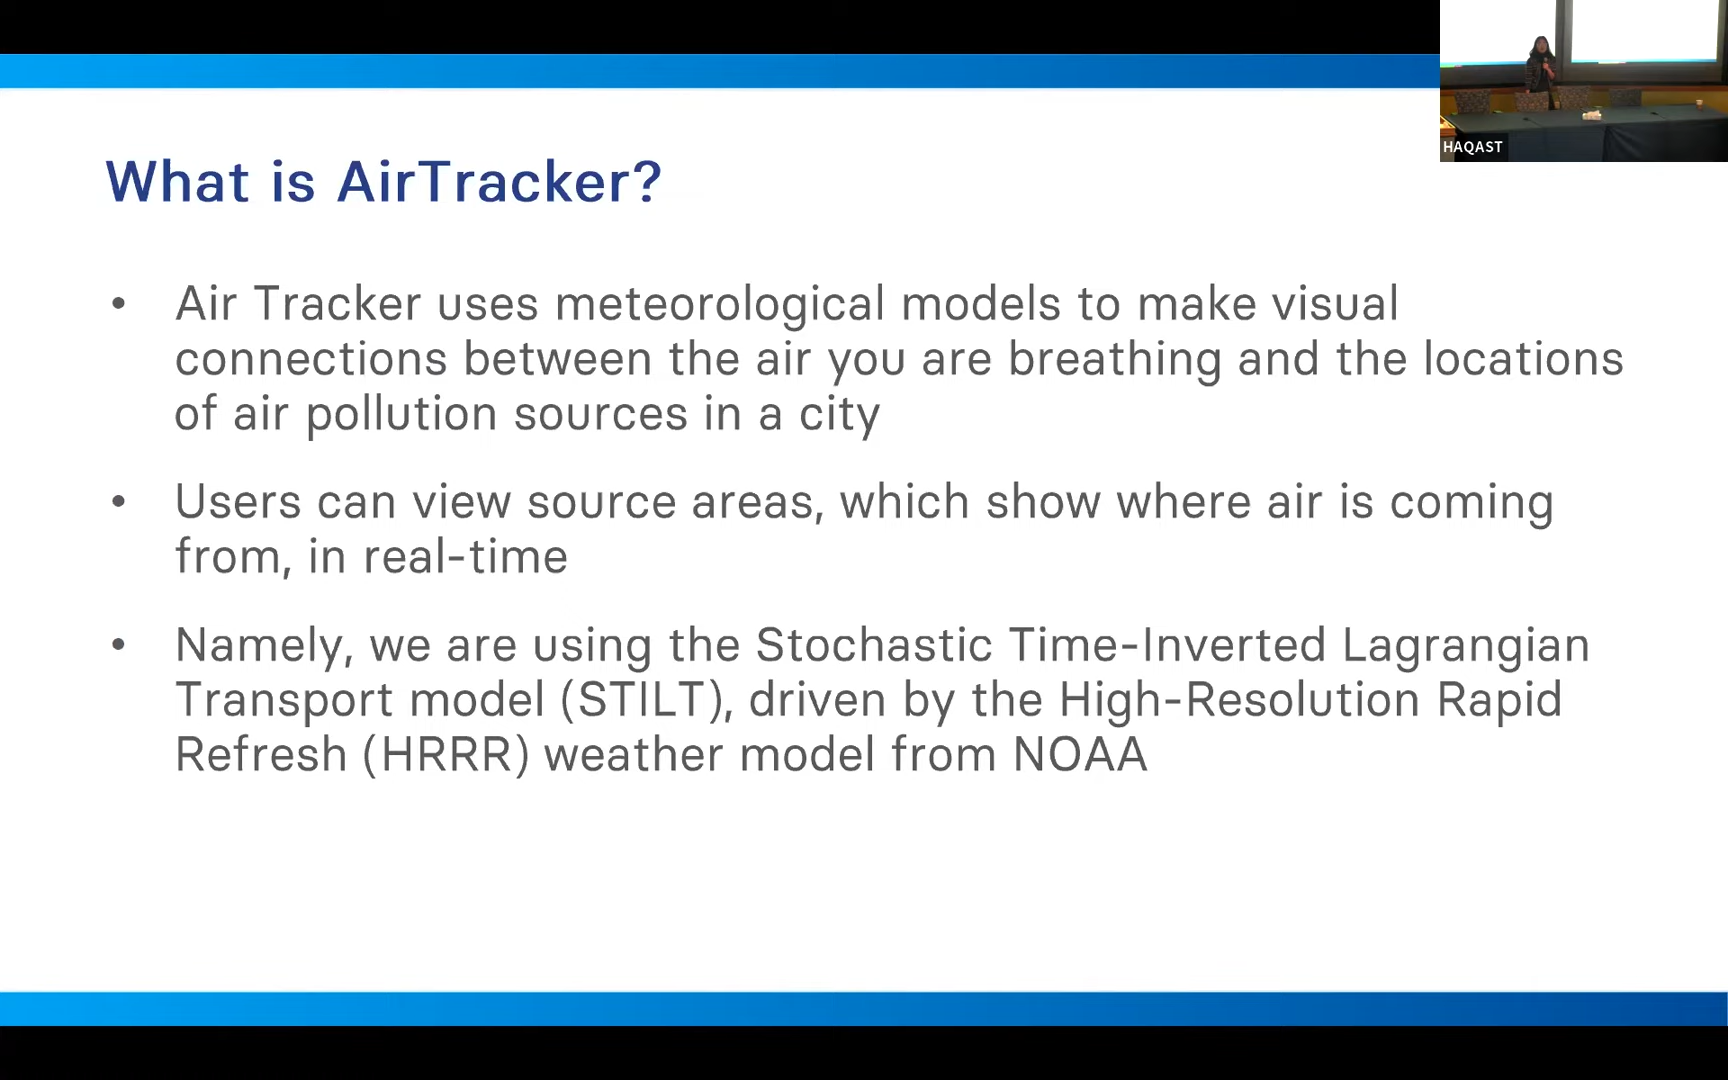 HAQAST
What is AirTracker?
• Air Tracker uses meteorological models to make visual
connections between the air you are breathing and the locations
of air pollution sources in a city
• Users can view source areas, which show where air is coming
from, in real-time
• Namely, we are using the Stochastic Time-Inverted Lagrangian
Transport model (STILT), driven by the High-Resolution Rapid
Refresh (HRRR) weather model from NOAA